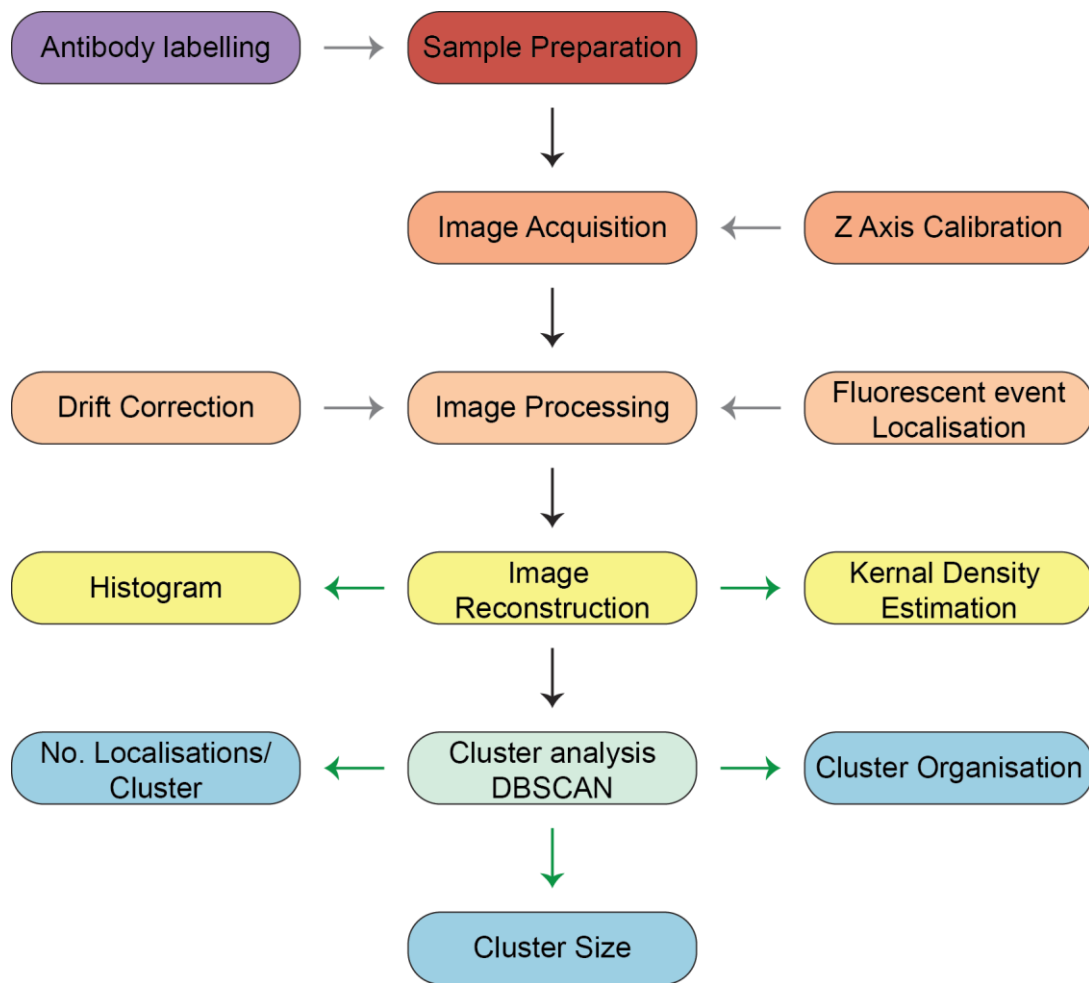 Antibody labelling
Sample Preparation
Image Acquisition
Z Axis Calibration
Drift Correction
Image Processing
Fluorescent event
Localisation
Histogram
Image
Reconstruction
Kernal Density
Estimation
No. Localisations/
Cluster
Cluster analysis
DBSCAN
Cluster Organisation
Cluster Size